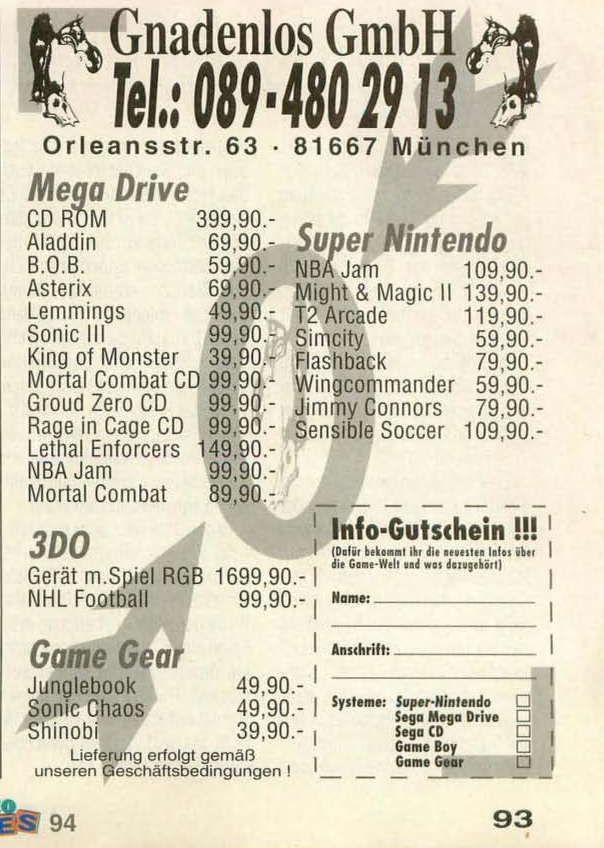 Gnadenlos GmbH
Tel.: 089-480 29 13
Orleansstr. 63 · 81667 München
Mega Drive
CD ROM 399,90.-
Aladdin 69,90.-
B.O.B. 59,90.-
Asterix 69,90.-
Lemmings 49,90.-
Sonic III 99,90.-
King of Monster 39,90.-
Mortal Combat CD 99,90.-
Groud Zero CD 99,90.-
Rage in Cage CD 99,90.-
Lethal Enforcers 149,90.-
NBA Jam 99,90.-
Mortal Combat 89,90.-
Super Nintendo
NBA Jam 109,90.-
Might & Magic II 139,90.-
T2 Arcade 119,90.-
Simcity 59,90.-
Flashback 79,90.-
Wingcommander 59,90.-
Jimmy Connors 79,90.-
Sensible Soccer 109,90.-
3DO
Gerät m.Spiel RGB 1699,90.-
NHL Football 99,90.-
Game Gear
Junglebook 49,90.-
Sonic Chaos 49,90.-
Shinobi 39,90.-
Lieferung erfolgt gemäß
unseren Geschäftsbedingungen !
Info-Gutschein !!!
(Dafür bekommt ihr die neuesten Infos über
die Game-Welt und was dazugehört)
Name:
Anschrift:
Systeme: Super-Nintendo
Sega Mega Drive
Sega CD
Game Boy
Game Gear
ES 94
93